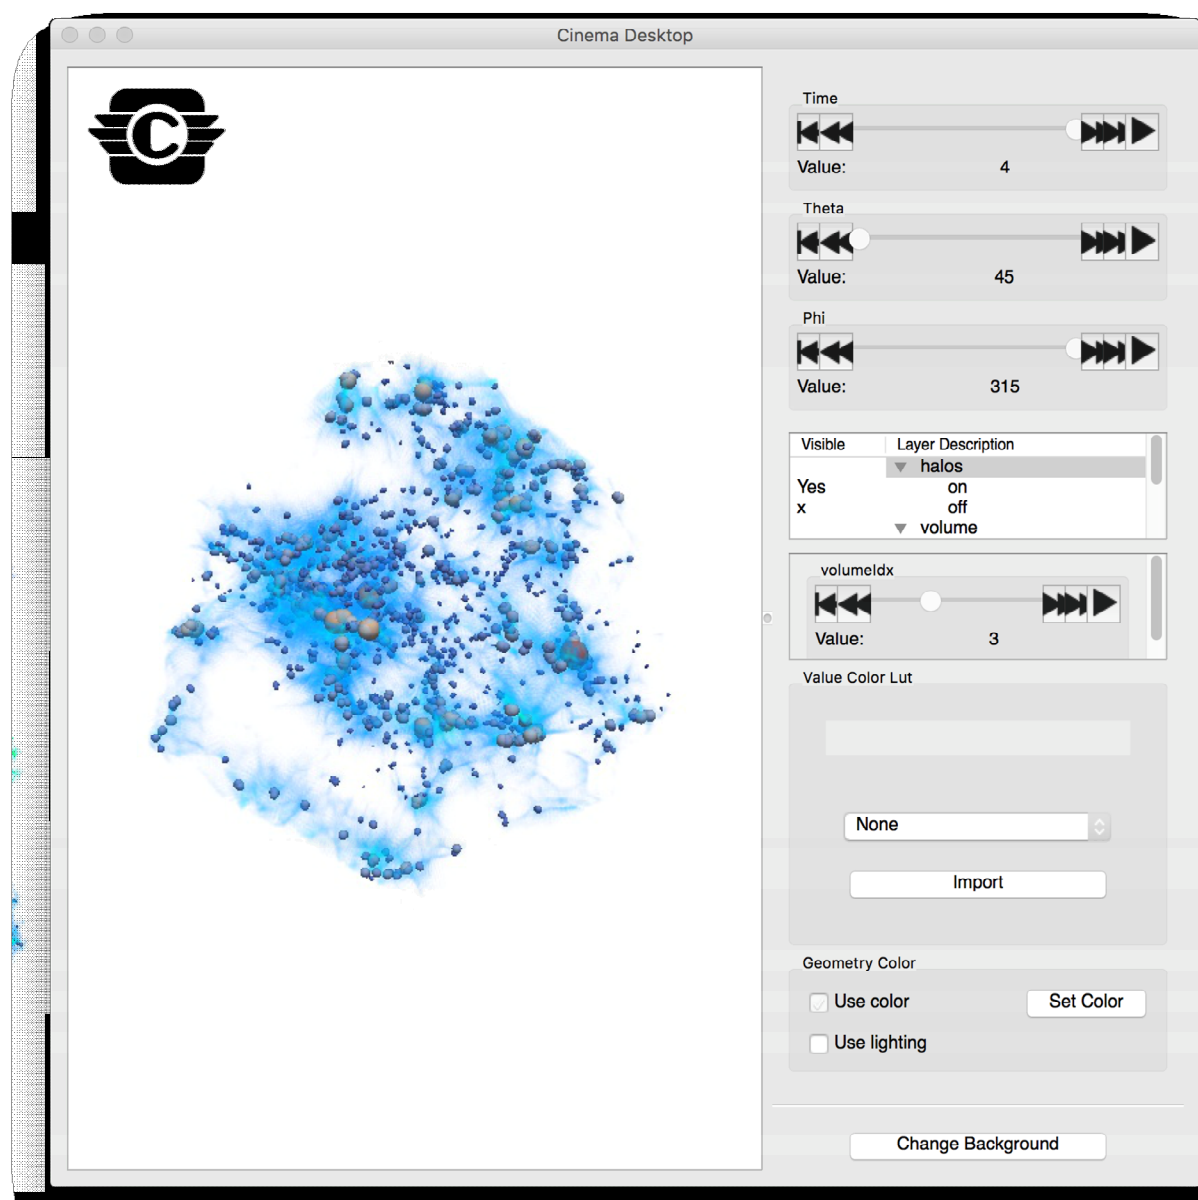 Cinema Desktop
C
Time
Value: 4
Theta
Value: 45
Phi
Value: 315
Visible Layer Description
halos
Yes on
x off
volume
volumeIdx
Value: 3
Value Color Lut
None
Import
Geometry Color
Use color Set Color
Use lighting
Change Background